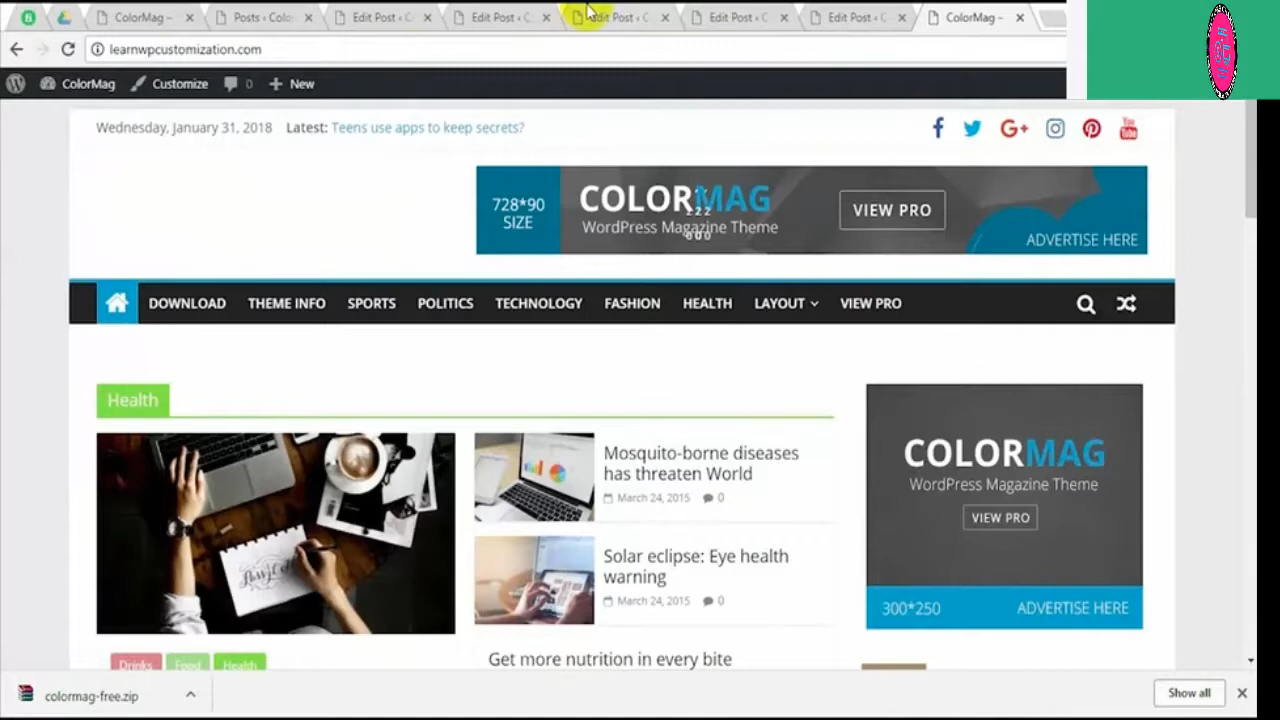 ColorMag –
Posts ‹ Colo
Edit Post ‹ C
Edit Post ‹ C
Edit Post ‹ C
Edit Post ‹ C
Edit Post ‹ C
ColorMag –
learnwpcustomization.com
ColorMag
Customize
0
New
Wednesday, January 31, 2018 Latest: Teens use apps to keep secrets?
728*90
SIZE
COLORMAG
WordPress Magazine Theme
VIEW PRO
ADVERTISE HERE
DOWNLOAD THEME INFO SPORTS POLITICS TECHNOLOGY FASHION HEALTH LAYOUT VIEW PRO
Health
Mosquito-borne diseases
has threaten World
March 24, 2015 0
Solar eclipse: Eye health
warning
March 24, 2015 0
Get more nutrition in every bite
Drinks Food Health
COLORMAG
WordPress Magazine Theme
VIEW PRO
300*250 ADVERTISE HERE
colormag-free.zip
Show all